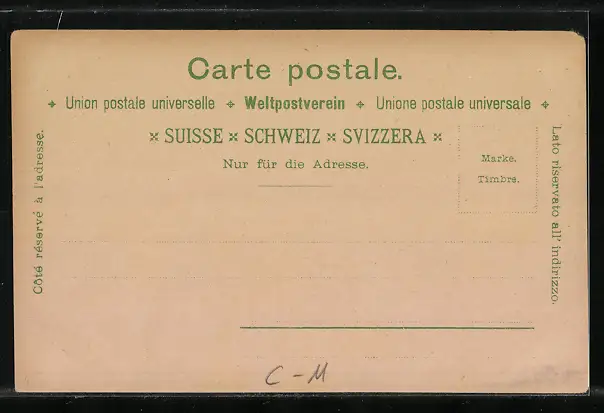 Carte postale.
Union postale universelle Weltpostverein Unione postale universale
SUISSE SCHWEIZ SVIZZERA
Nur für die Adresse.
Marke.
Timbre.
Côté réservé à l'adresse.
Lato riservato all' indirizzo.
C-M